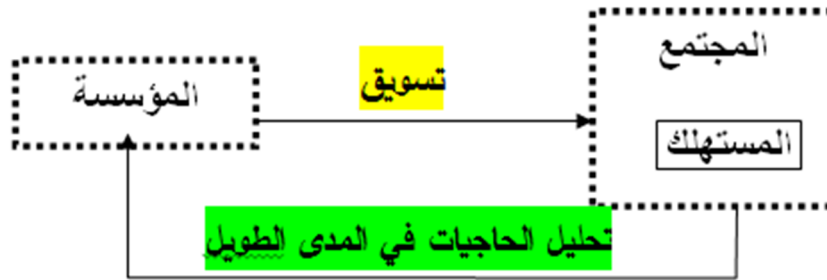 المجتمع
تسويق
المؤسسة
المستهلك
تحليل الحاجيات في المدى الطويل